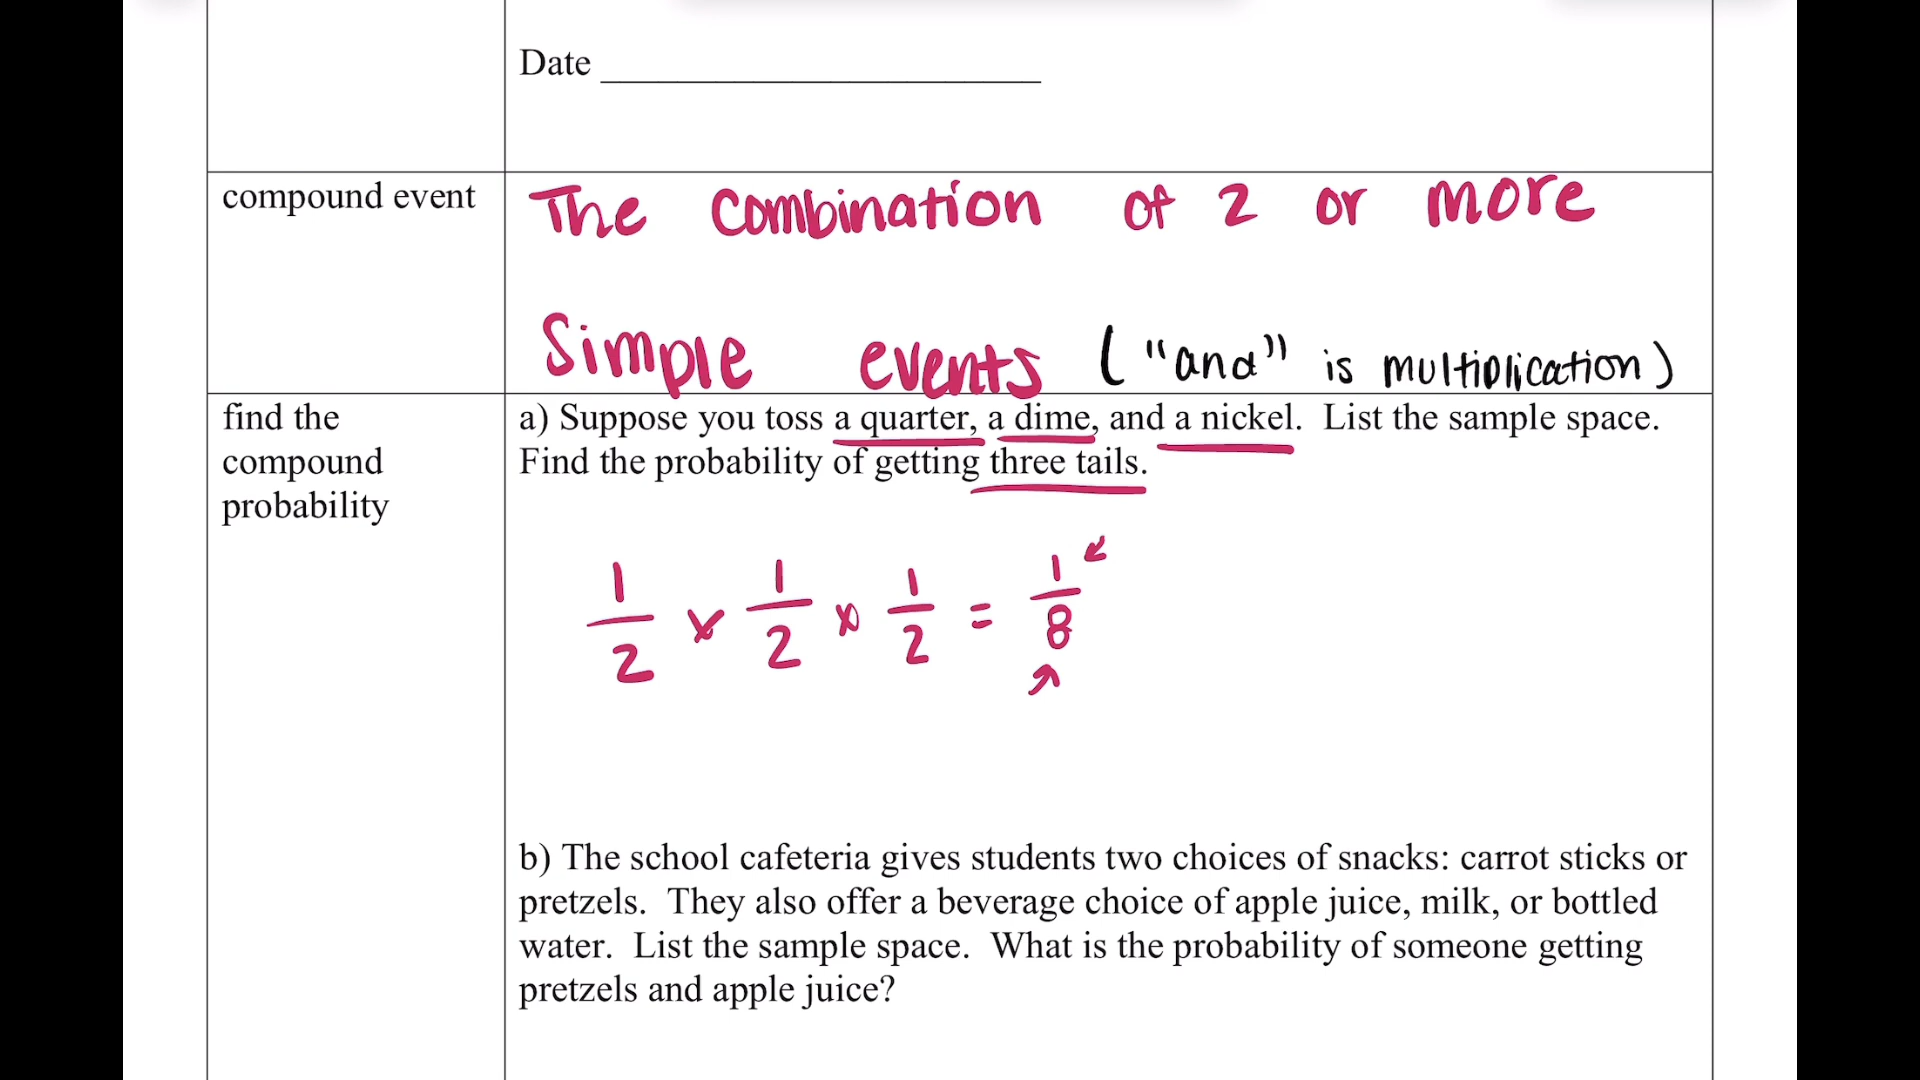 Date
compound event
The combination of 2 or more
Simple events ("and" is multiplication)
find the
compound
probability
a) Suppose you toss a quarter, a dime, and a nickel. List the sample space.
Find the probability of getting three tails.
1/2 x 1/2 x 1/2 = 1/8
b) The school cafeteria gives students two choices of snacks: carrot sticks or
pretzels. They also offer a beverage choice of apple juice, milk, or bottled
water. List the sample space. What is the probability of someone getting
pretzels and apple juice?